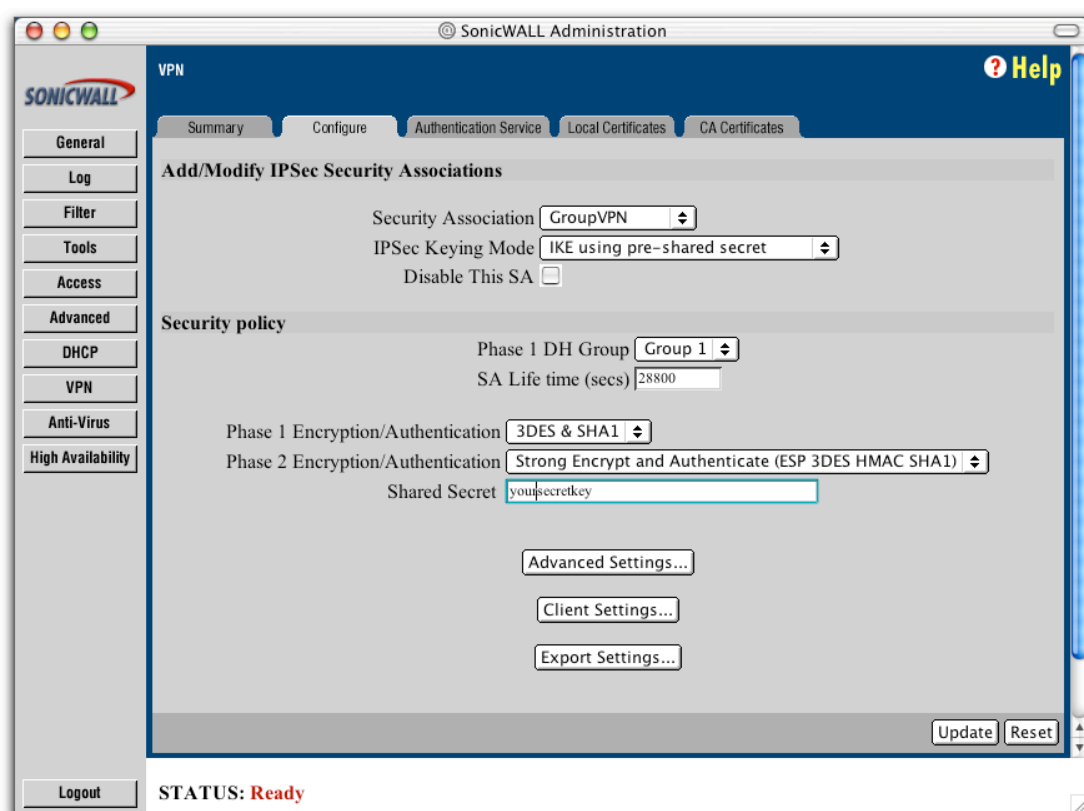 SonicWALL Administration
SONICWALL
General
Log
Filter
Tools
Access
Advanced
DHCP
VPN
Anti-Virus
High Availability
Logout
VPN
? Help
Summary Configure Authentication Service Local Certificates CA Certificates
Add/Modify IPSec Security Associations
Security Association GroupVPN
IPSec Keying Mode IKE using pre-shared secret
Disable This SA
Security policy
Phase 1 DH Group Group 1
SA Life time (secs) 28800
Phase 1 Encryption/Authentication 3DES & SHA1
Phase 2 Encryption/Authentication Strong Encrypt and Authenticate (ESP 3DES HMAC SHA1)
Shared Secret yoursecretkey
Advanced Settings...
Client Settings...
Export Settings...
Update Reset
STATUS: Ready